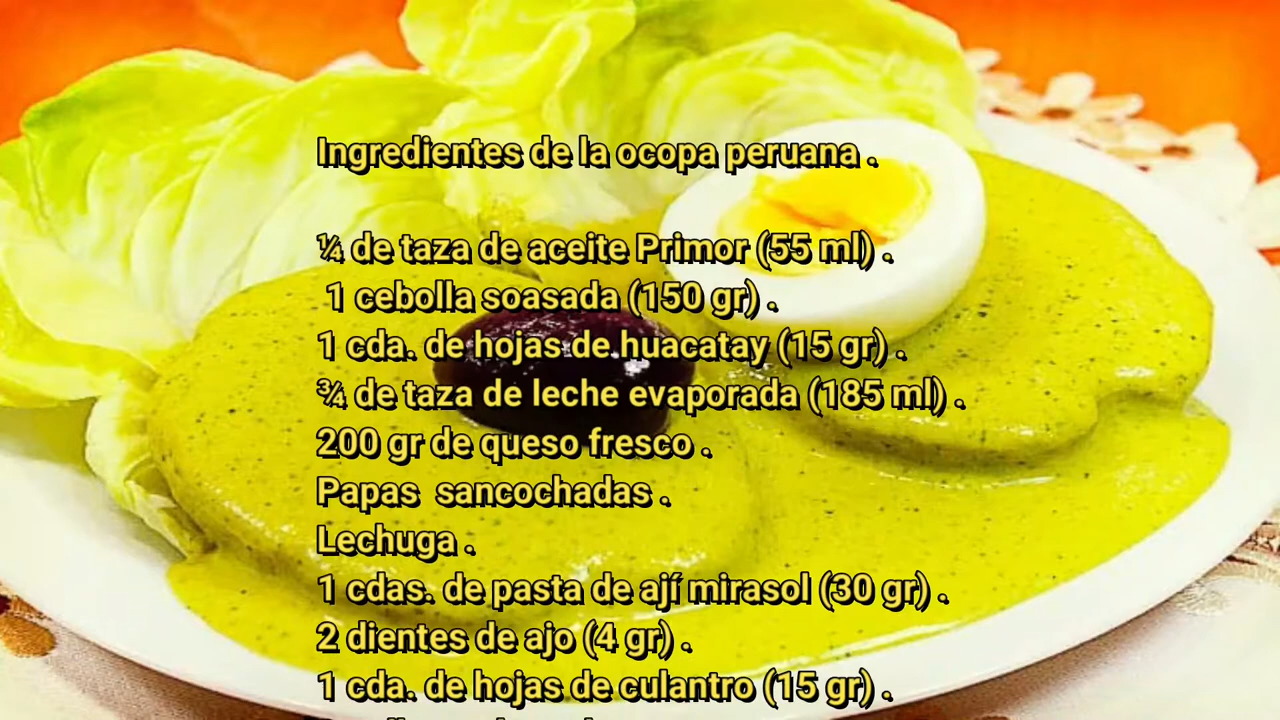 Ingredientes de la ocopa peruana .
¼ de taza de aceite Primor (55 ml) .
1 cebolla soasada (150 gr) .
1 cda. de hojas de huacatay (15 gr) .
¾ de taza de leche evaporada (185 ml) .
200 gr de queso fresco .
Papas sancochadas .
Lechuga .
1 cdas. de pasta de ají mirasol (30 gr) .
2 dientes de ajo (4 gr) .
1 cda. de hojas de culantro (15 gr) .